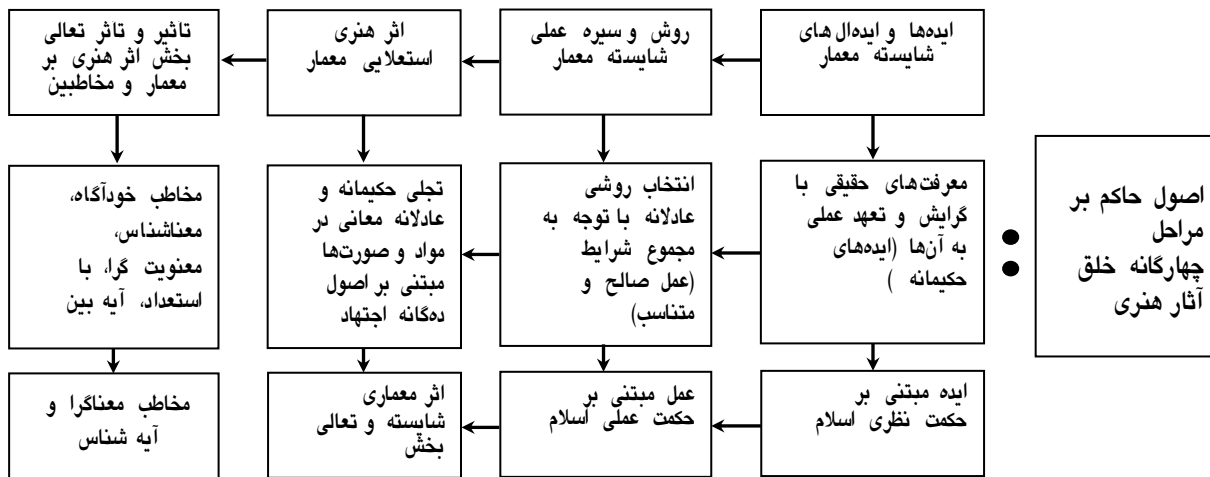 ایده‌ها و ایده‌ال های
شایسته معمار
روش و سیره عملی
شایسته معمار
اثر هنری
استعلایی معمار
تاثیر و تاثر تعالی
بخش اثر هنری بر
معمار و مخاطبین
اصول حاکم بر
مراحل
چهارگانه خلق
آثار هنری
معرفت‌های حقیقی با
گرایش و تعهد عملی
به آن‌ها (ایده‌های
حکیمانه )
انتخاب روشی
عادلانه با توجه به
مجموع شرایط
(عمل صالح و
متناسب)
تجلی حکیمانه و
عادلانه معانی در
مواد و صورت‌ها
مبتنی بر اصول
ده‌گانه اجتهاد
مخاطب خودآگاه،
معناشناس،
معنویت گرا، با
استعداد، آیه بین
ایده مبتنی بر
حکمت نظری اسلام
عمل مبتنی بر
حکمت عملی اسلام
اثر معماری
شایسته و تعالی
بخش
مخاطب معناگرا و
آیه شناس